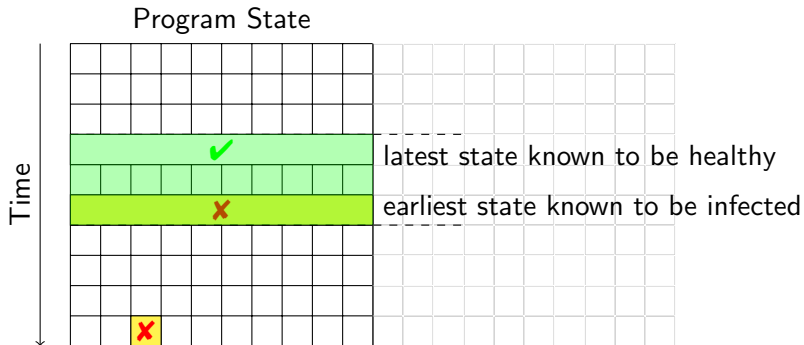 Program State
✔
latest state known to be healthy
Time
✘
earliest state known to be infected
✘